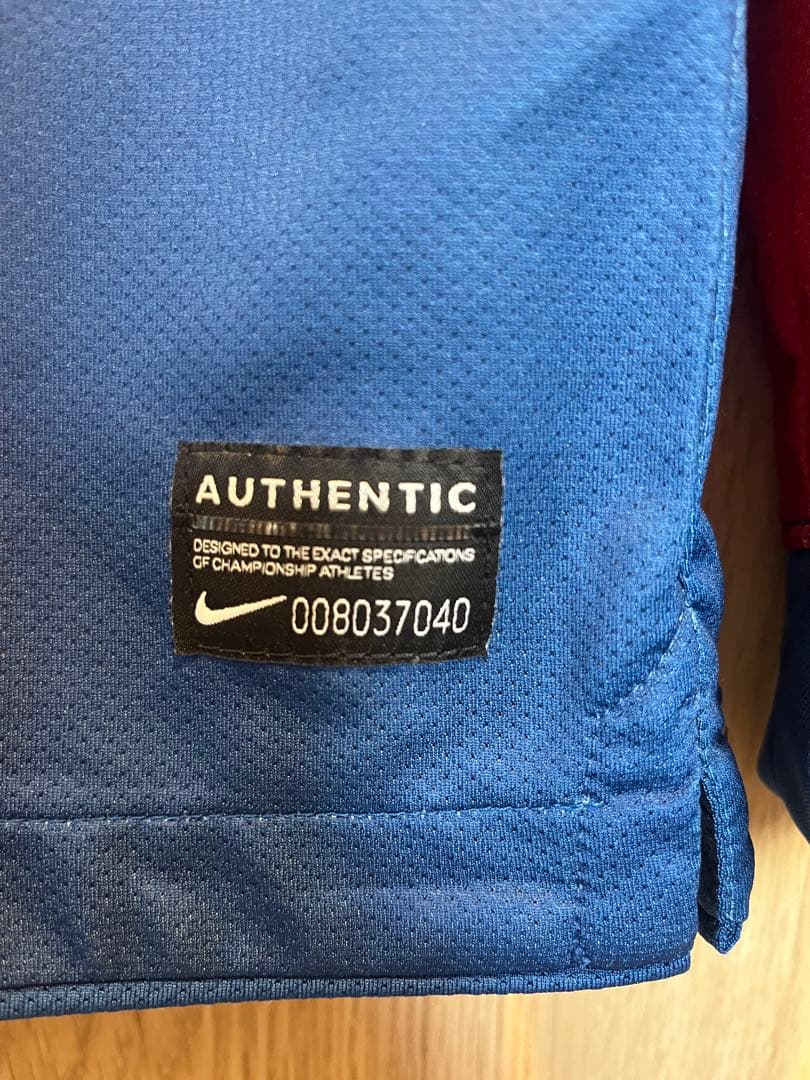 AUTHENTIC
DESIGNED TO THE EXACT SPECIFICATIONS
OF CHAMPIONSHIP ATHLETES
008037040